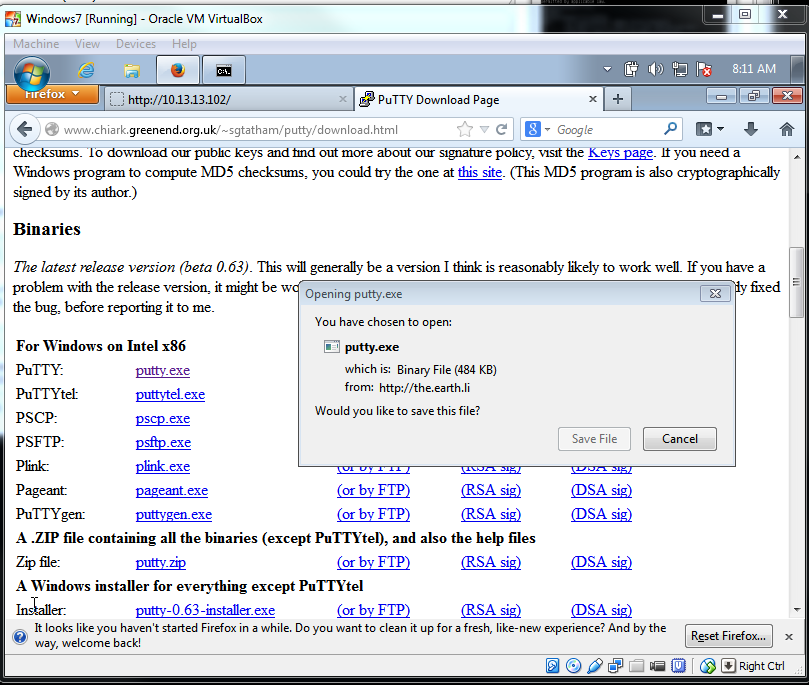 Windows7 [Running] - Oracle VM VirtualBox
Machine View Devices Help
8:11 AM
Firefox
http://10.13.13.102/
PuTTY Download Page
www.chiark.greenend.org.uk/~sgtatham/putty/download.html
Google
checksums. To download our public keys and find out more about our signature policy, visit the Keys page. If you need a
Windows program to compute MD5 checksums, you could try the one at this site. (This MD5 program is also cryptographically
signed by its author.)
Binaries
The latest release version (beta 0.63). This will generally be a version I think is reasonably likely to work well. If you have a
problem with the release version, it might be wo
fixed
the bug, before reporting it to me.
Opening putty.exe
You have chosen to open:
putty.exe
which is: Binary File (484 KB)
from: http://the.earth.li
Would you like to save this file?
Save File Cancel
For Windows on Intel x86
PuTTY: putty.exe
PuTTYtel: puttytel.exe
PSCP: pscp.exe
PSFTP: psftp.exe
Plink: plink.exe (or by FTP) (RSA sig) (DSA sig)
Pageant: pageant.exe (or by FTP) (RSA sig) (DSA sig)
PuTTYgen: puttygen.exe (or by FTP) (RSA sig) (DSA sig)
A .ZIP file containing all the binaries (except PuTTYtel), and also the help files
Zip file: putty.zip (or by FTP) (RSA sig) (DSA sig)
A Windows installer for everything except PuTTYtel
Installer: putty-0.63-installer.exe (or by FTP) (RSA sig) (DSA sig)
It looks like you haven't started Firefox in a while. Do you want to clean it up for a fresh, like-new experience? And by the
way, welcome back!
Reset Firefox...
Right Ctrl